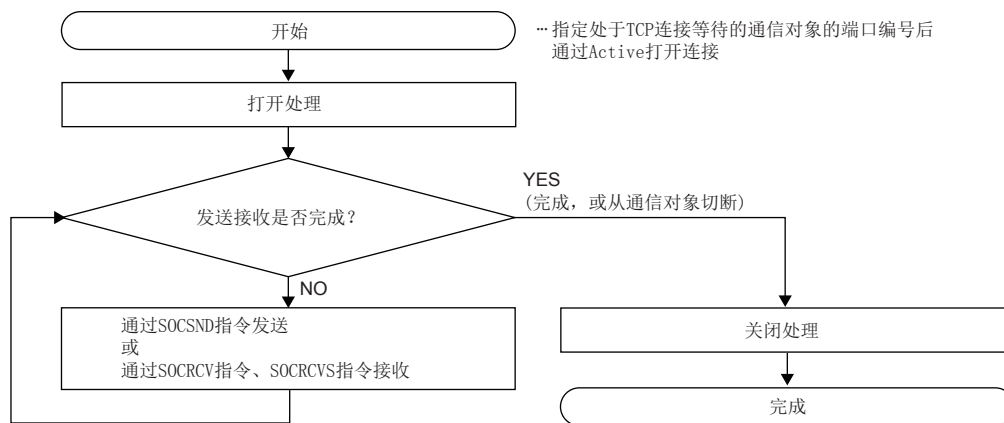 开始
…指定处于TCP连接等待的通信对象的端口编号后
通过Active打开连接
打开处理
发送接收是否完成?
YES
(完成，或从通信对象切断)
NO
通过SOCSND指令发送
或
通过SOCRCV指令、SOCRCVS指令接收
关闭处理
完成